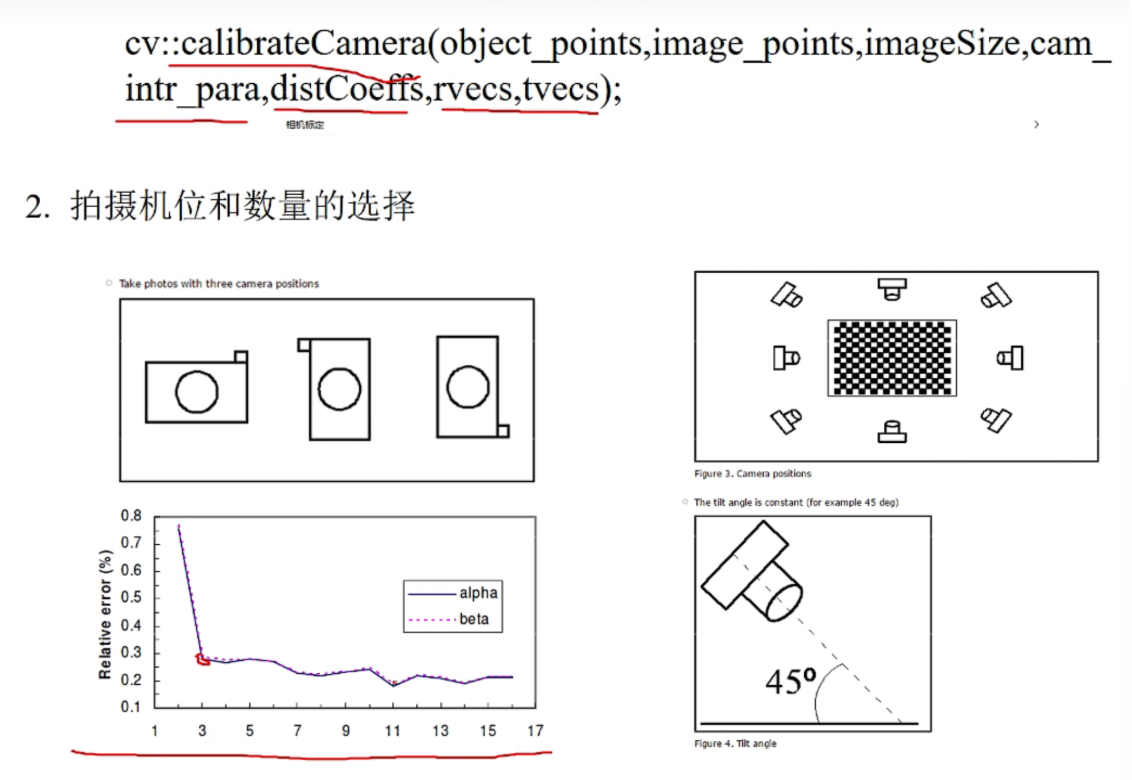 cv::calibrateCamera(object_points,image_points,imageSize,cam_
intr_para,distCoeffs,rvecs,tvecs);
相机标定
2. 拍摄机位和数量的选择
Take photos with three camera positions
Figure 3. Camera positions
The tilt angle is constant (for example 45 deg)
0.8
0.7
0.6
0.5
0.4
0.3
0.2
0.1
Relative error (%)
alpha
beta
1 3 5 7 9 11 13 15 17
45º
Figure 4. Tilt angle